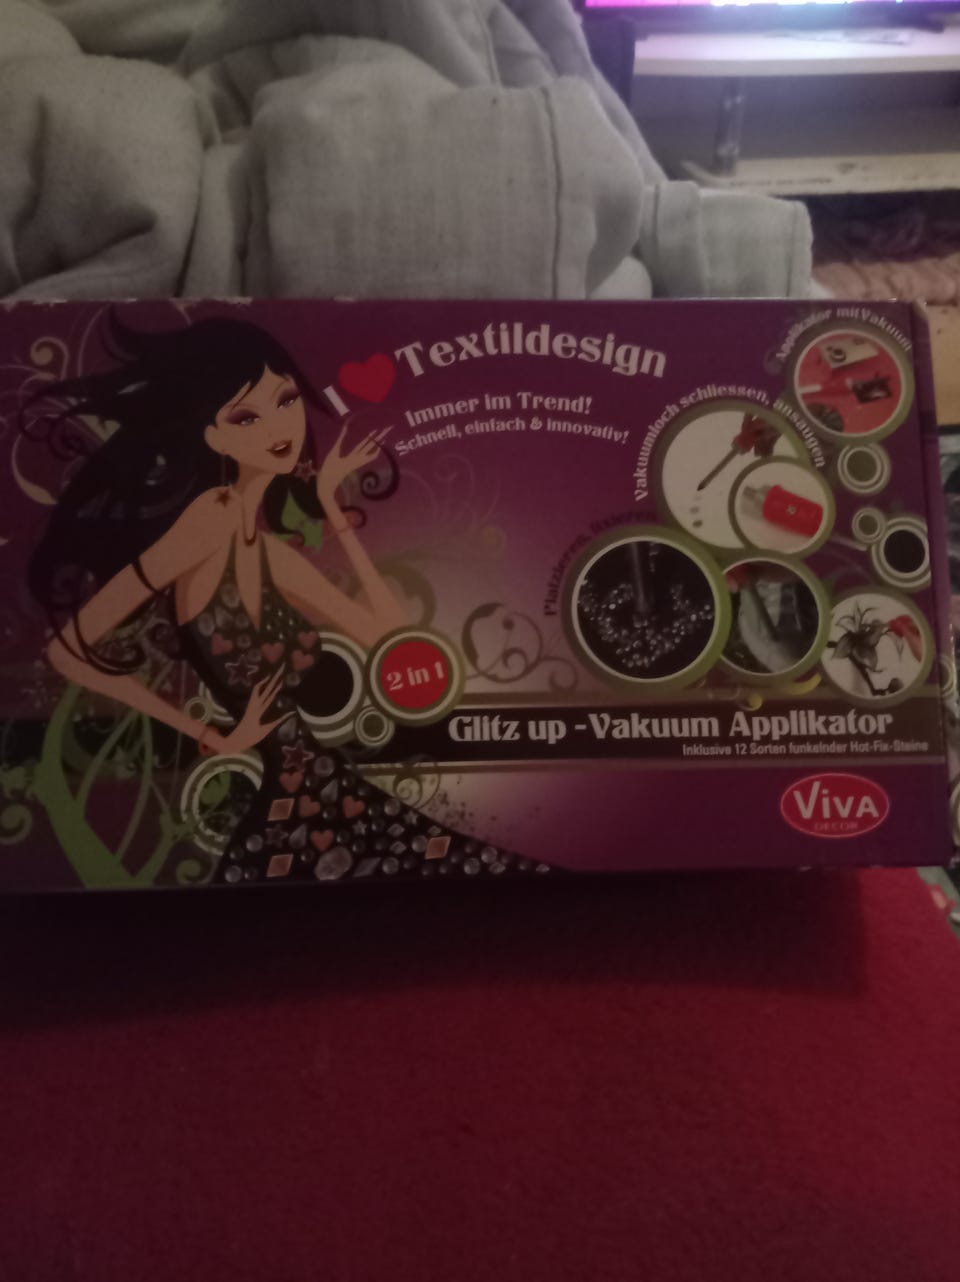 I ♥ Textildesign
Immer im Trend!
Schnell, einfach & innovativ!
Applikator mit Vakuum
Vakuumloch schliessen, ansaugen
Platzieren, fixieren
2 in 1
Glitz up -Vakuum Applikator
Inklusive 12 Sorten funkelnder Hot-Fix-Steine
ViVA
DECOR